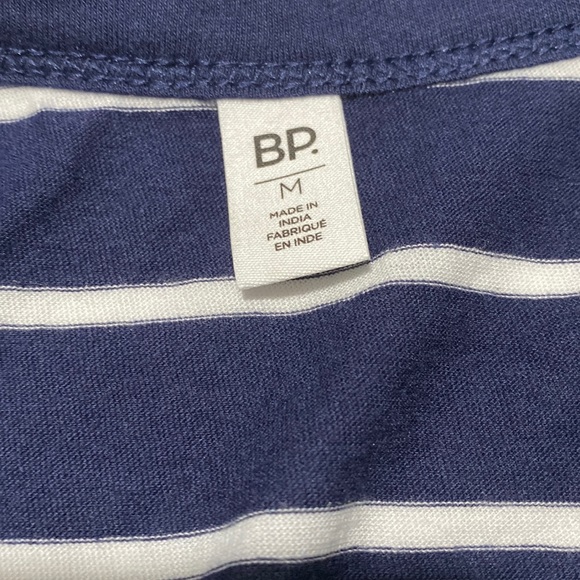 BP.
M
MADE IN
INDIA
FABRIQUÉ
EN INDE